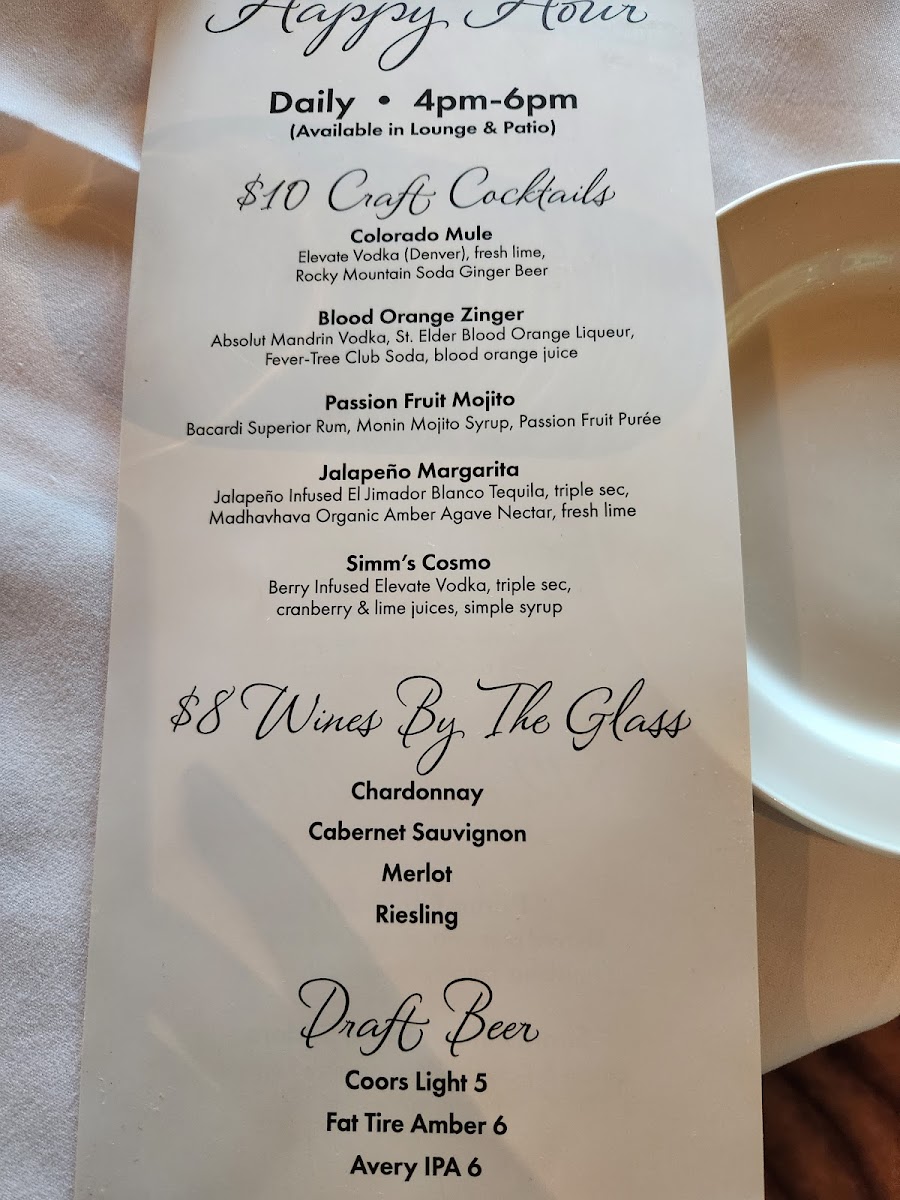 Happy Hour
Daily • 4pm-6pm
(Available in Lounge & Patio)
$10 Craft Cocktails
Colorado Mule
Elevate Vodka (Denver), fresh lime,
Rocky Mountain Soda Ginger Beer
Blood Orange Zinger
Absolut Mandrin Vodka, St. Elder Blood Orange Liqueur,
Fever-Tree Club Soda, blood orange juice
Passion Fruit Mojito
Bacardi Superior Rum, Monin Mojito Syrup, Passion Fruit Purée
Jalapeño Margarita
Jalapeño Infused El Jimador Blanco Tequila, triple sec,
Madhavhava Organic Amber Agave Nectar, fresh lime
Simm's Cosmo
Berry Infused Elevate Vodka, triple sec,
cranberry & lime juices, simple syrup
$8 Wines By The Glass
Chardonnay
Cabernet Sauvignon
Merlot
Riesling
Draft Beer
Coors Light 5
Fat Tire Amber 6
Avery IPA 6